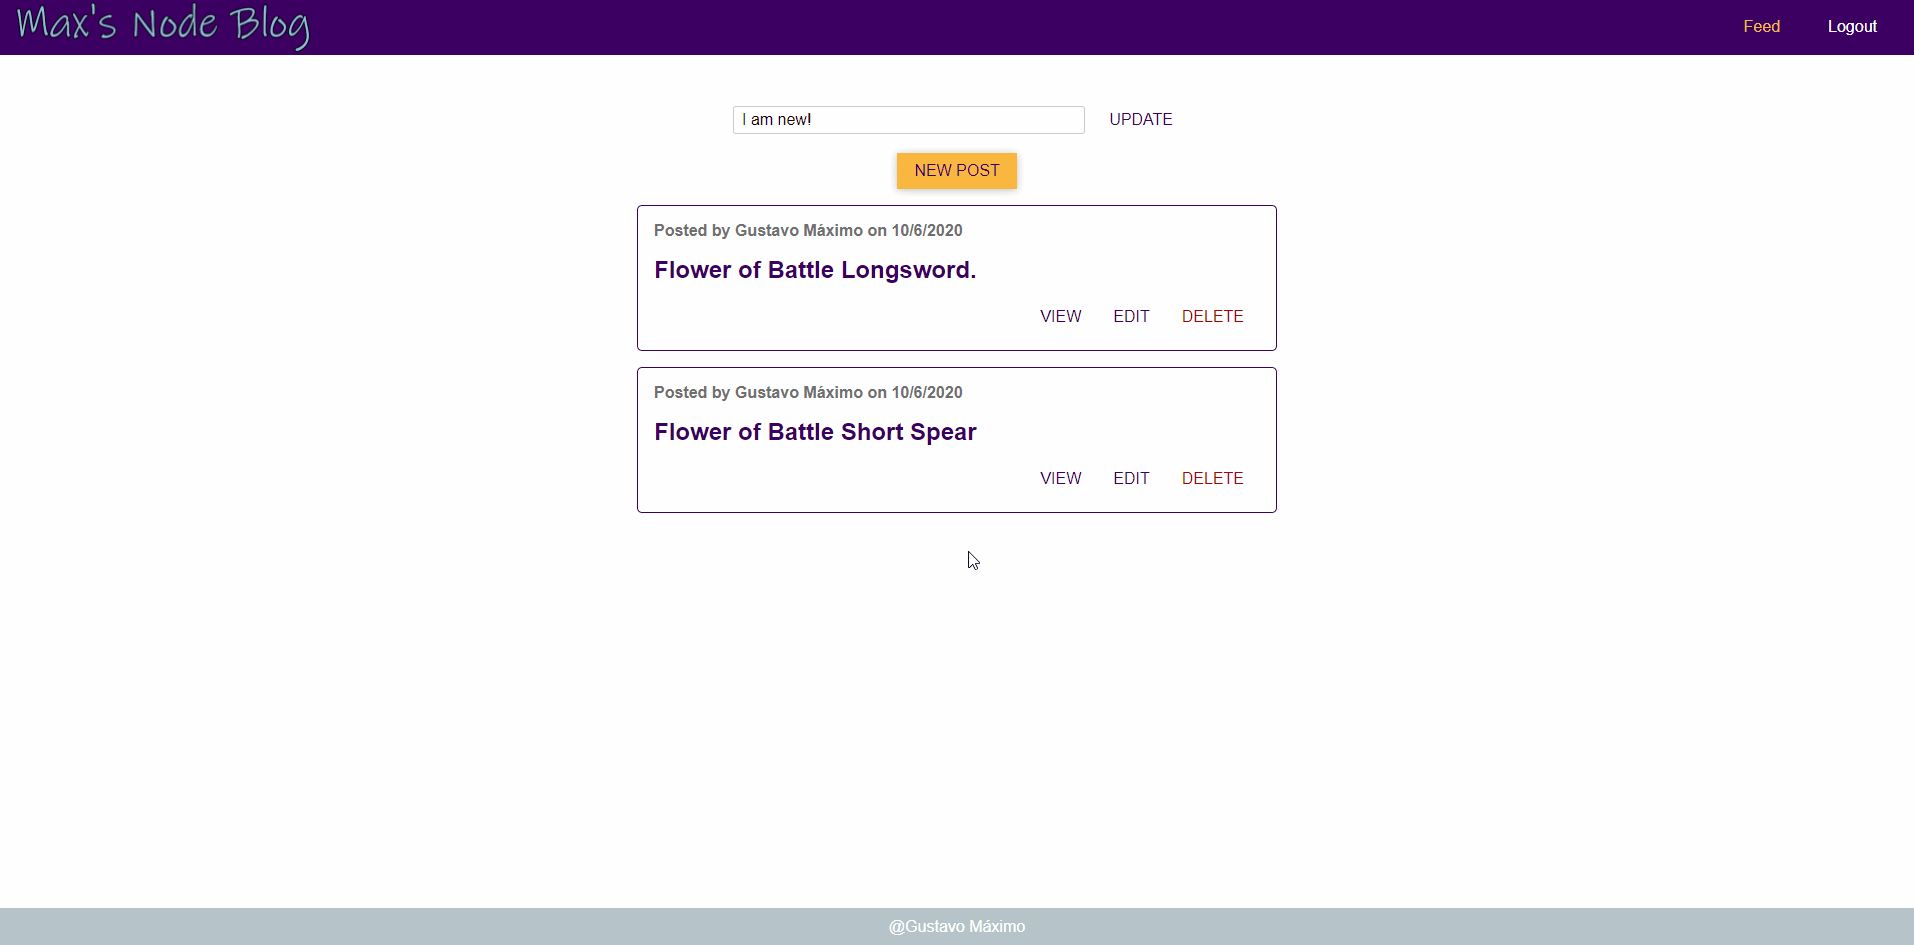 Max's Node Blog
Feed Logout
I am new! UPDATE
NEW POST
Posted by Gustavo Máximo on 10/6/2020
Flower of Battle Longsword.
VIEW EDIT DELETE
Posted by Gustavo Máximo on 10/6/2020
Flower of Battle Short Spear
VIEW EDIT DELETE
@Gustavo Máximo